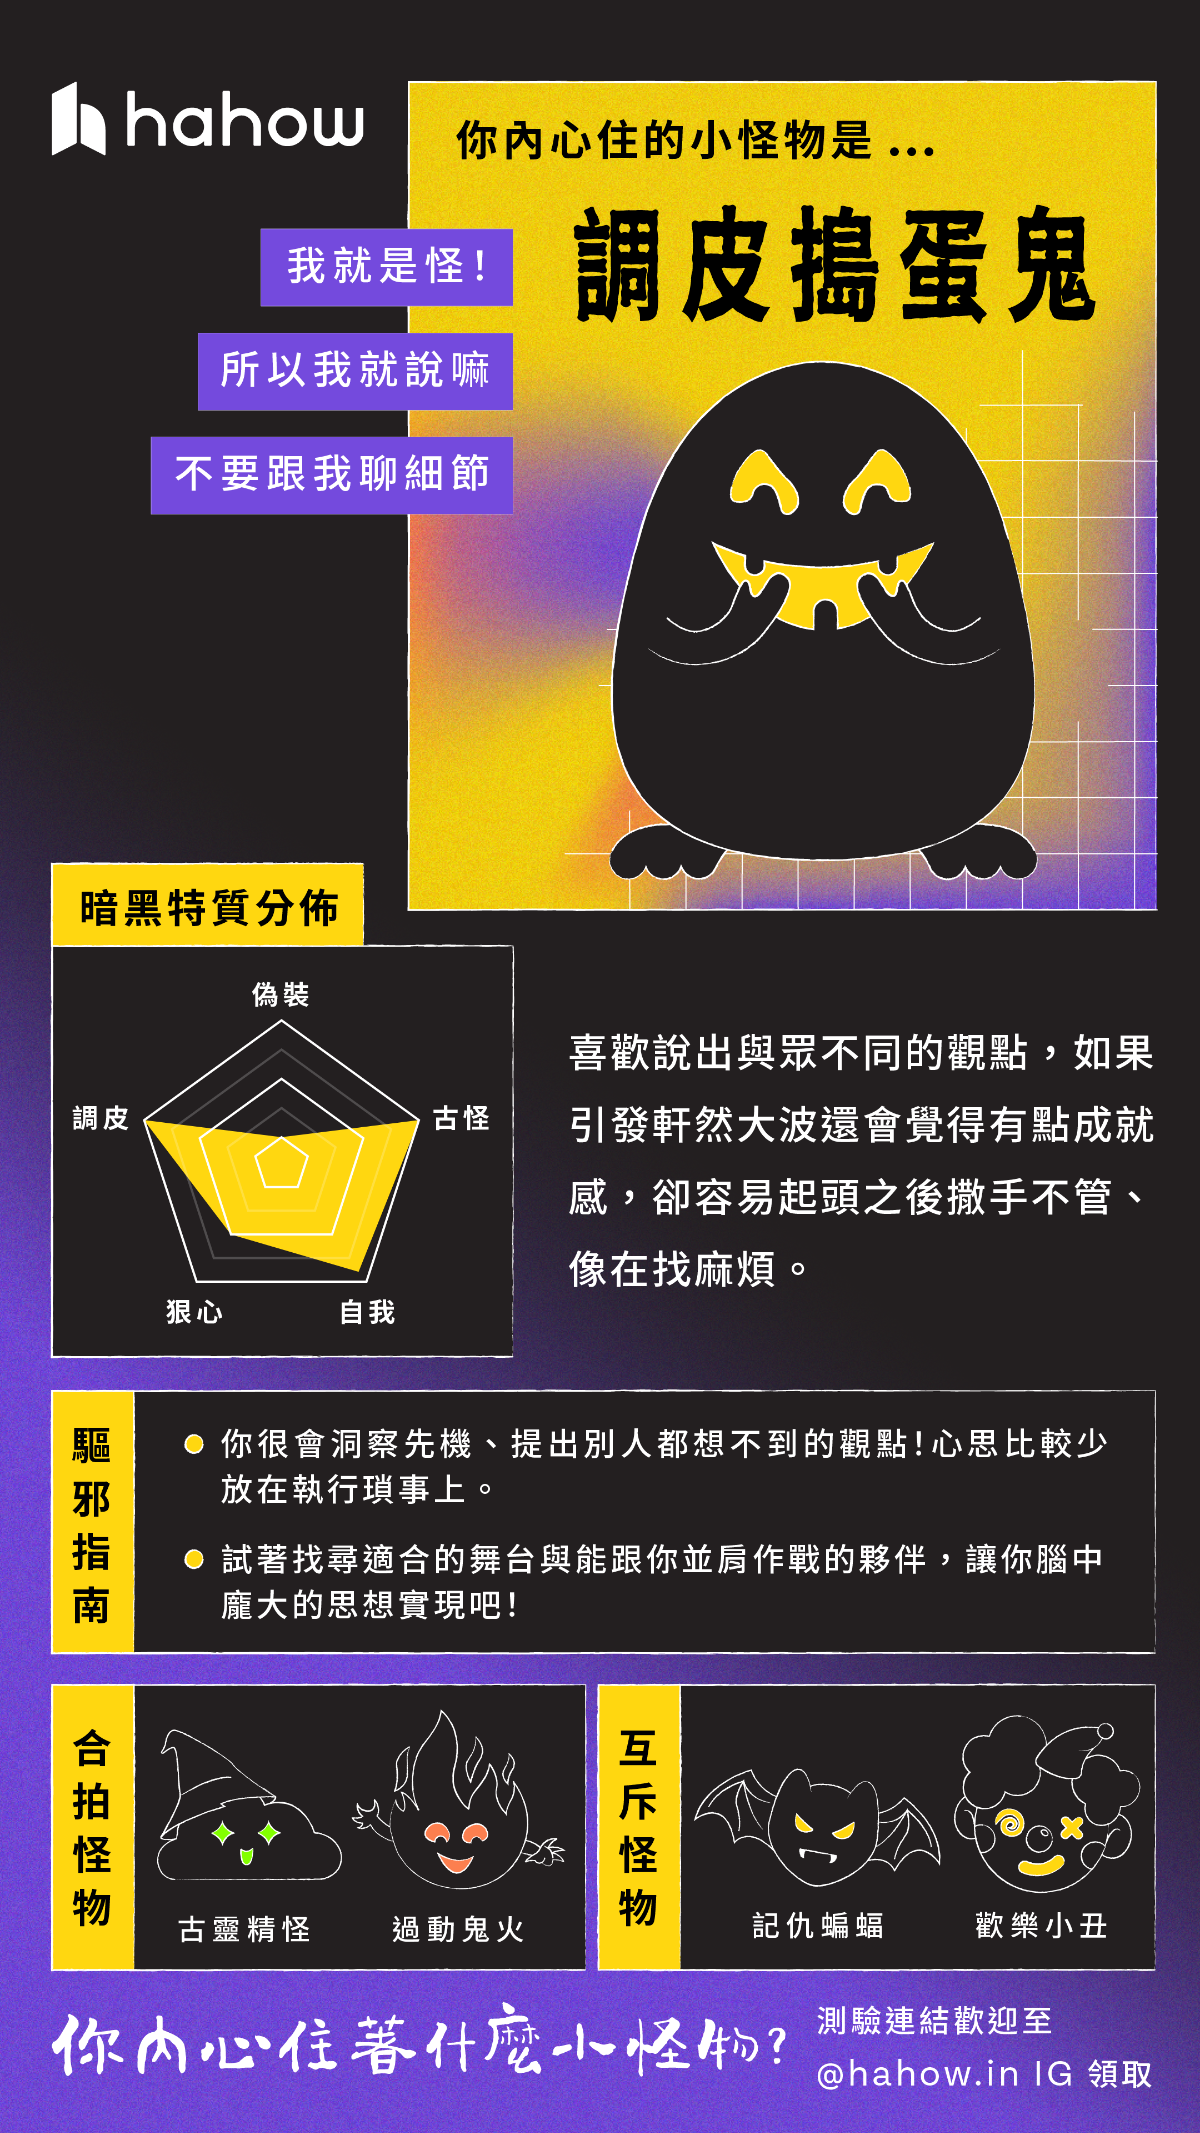 hahow
你內心住的小怪物是 ...
調皮搗蛋鬼
我就是怪!
所以我就說嘛
不要跟我聊細節
暗黑特質分佈
偽裝
調皮
古怪
狠心
自我
喜歡說出與眾不同的觀點，如果
引發軒然大波還會覺得有點成就
感，卻容易起頭之後撒手不管、
像在找麻煩。
驅邪指南
你很會洞察先機、提出別人都想不到的觀點!心思比較少
放在執行瑣事上。
試著找尋適合的舞台與能跟你並肩作戰的夥伴，讓你腦中
龐大的思想實現吧!
合拍怪物
古靈精怪
過動鬼火
互斥怪物
記仇蝙蝠
歡樂小丑
你內心住著什麼小怪物?
測驗連結歡迎至
@hahow.in IG 領取